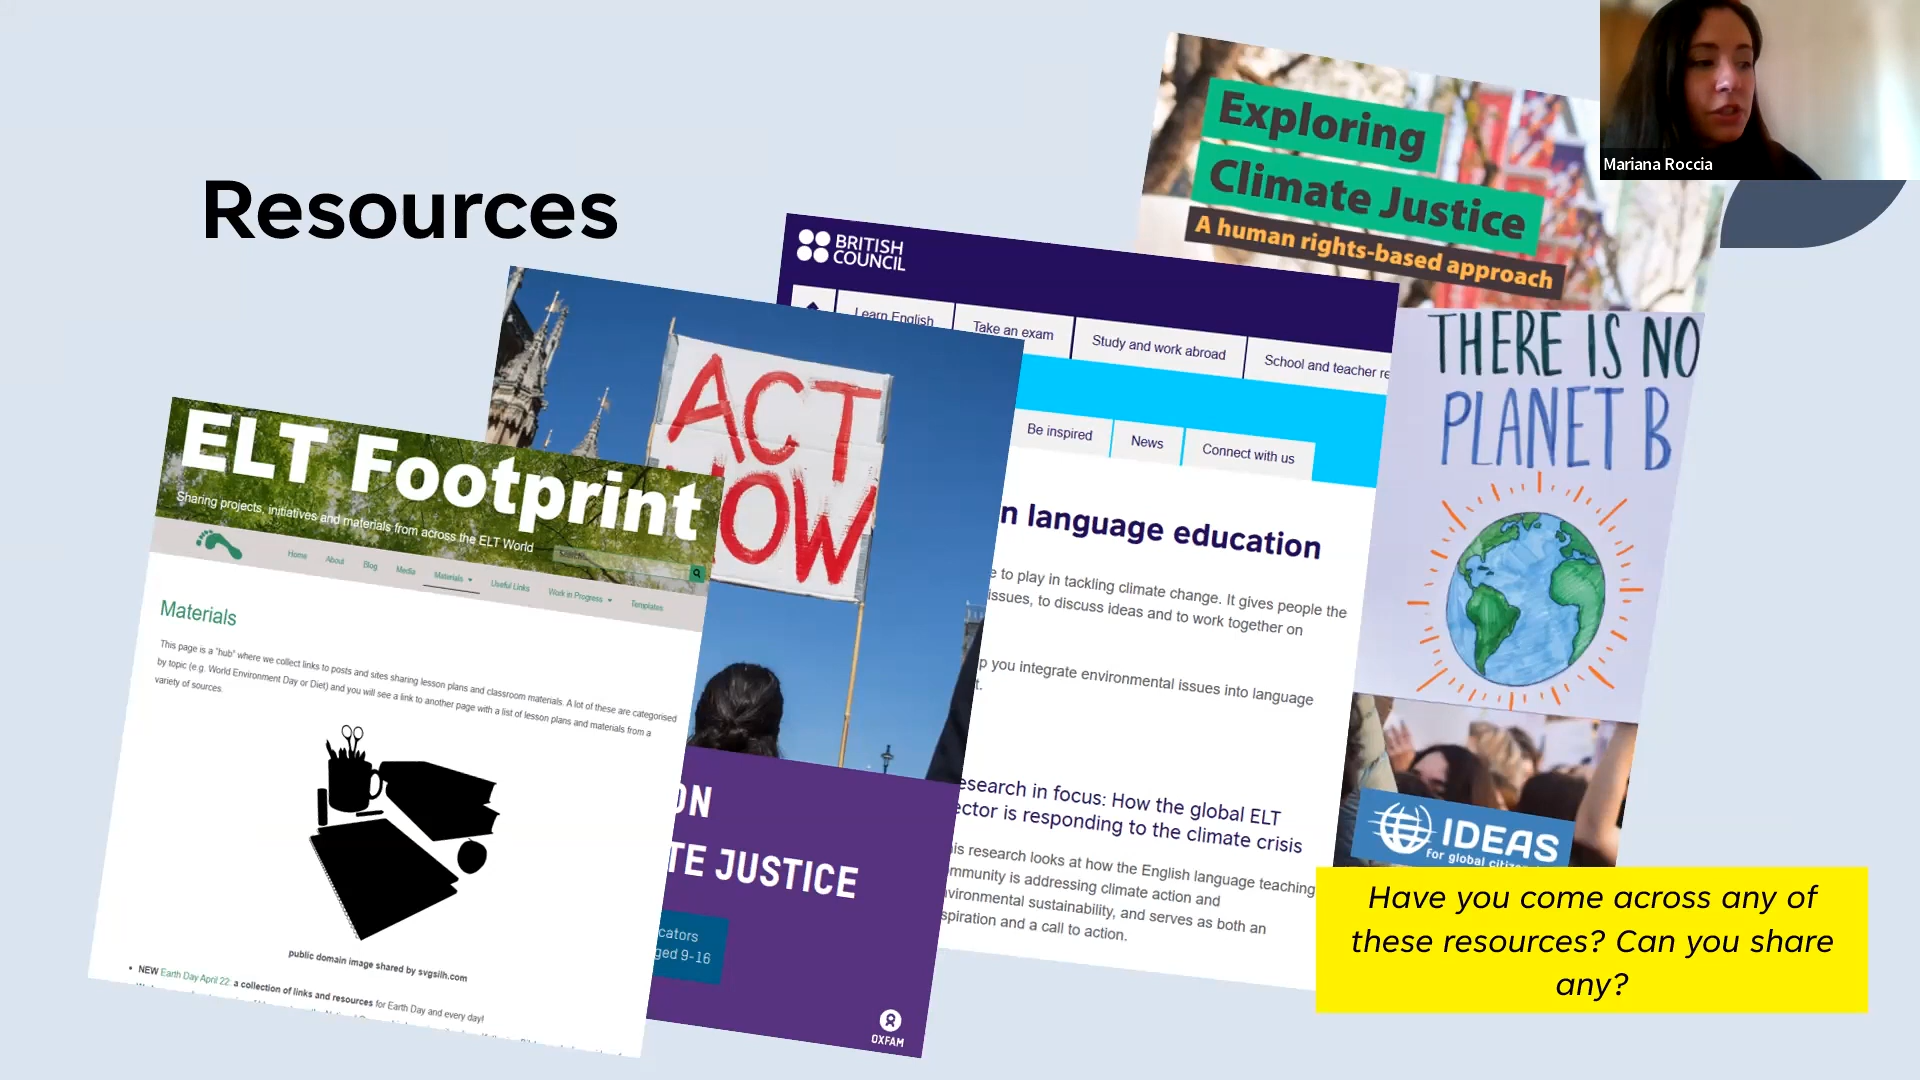 Resources
Mariana Roccia
Exploring
Climate Justice
A human rights-based approach
THERE IS NO
PLANET B
IDEAS
For global
BRITISH
COUNCIL
Learn English
Take an exam
Study and work abroad
School and teacher re
Be inspired
News
Connect with us
n language education
e to play in tackling climate change. It gives people the
issues, to discuss ideas and to work together on
p you integrate environmental issues into language
t.
esearch in focus: How the global ELT
ector is responding to the climate crisis
is research looks at how the English language teaching
mmunity is addressing climate action and
vironmental sustainability, and serves as both an
spiration and a call to action.
ACT
NOW
ON
TE JUSTICE
cators
ged 9-16
OXFAM
ELT Footprint
Sharing projects, initiatives and materials from across the ELT World
Search
Home
About
Blog
Media
Materials
Useful Links
Work in Progress
Templates
Materials
This page is a "hub" where we collect links to posts and sites sharing lesson plans and classroom materials. A lot of these are categorised
by topic (e.g. World Environment Day or Diet) and you will see a link to another page with a list of lesson plans and materials from a
variety of sources.
public domain image shared by svgsilh.com
• NEW Earth Day April 22: a collection of links and resources for Earth Day and every day!
Have you come across any of
these resources? Can you share
any?